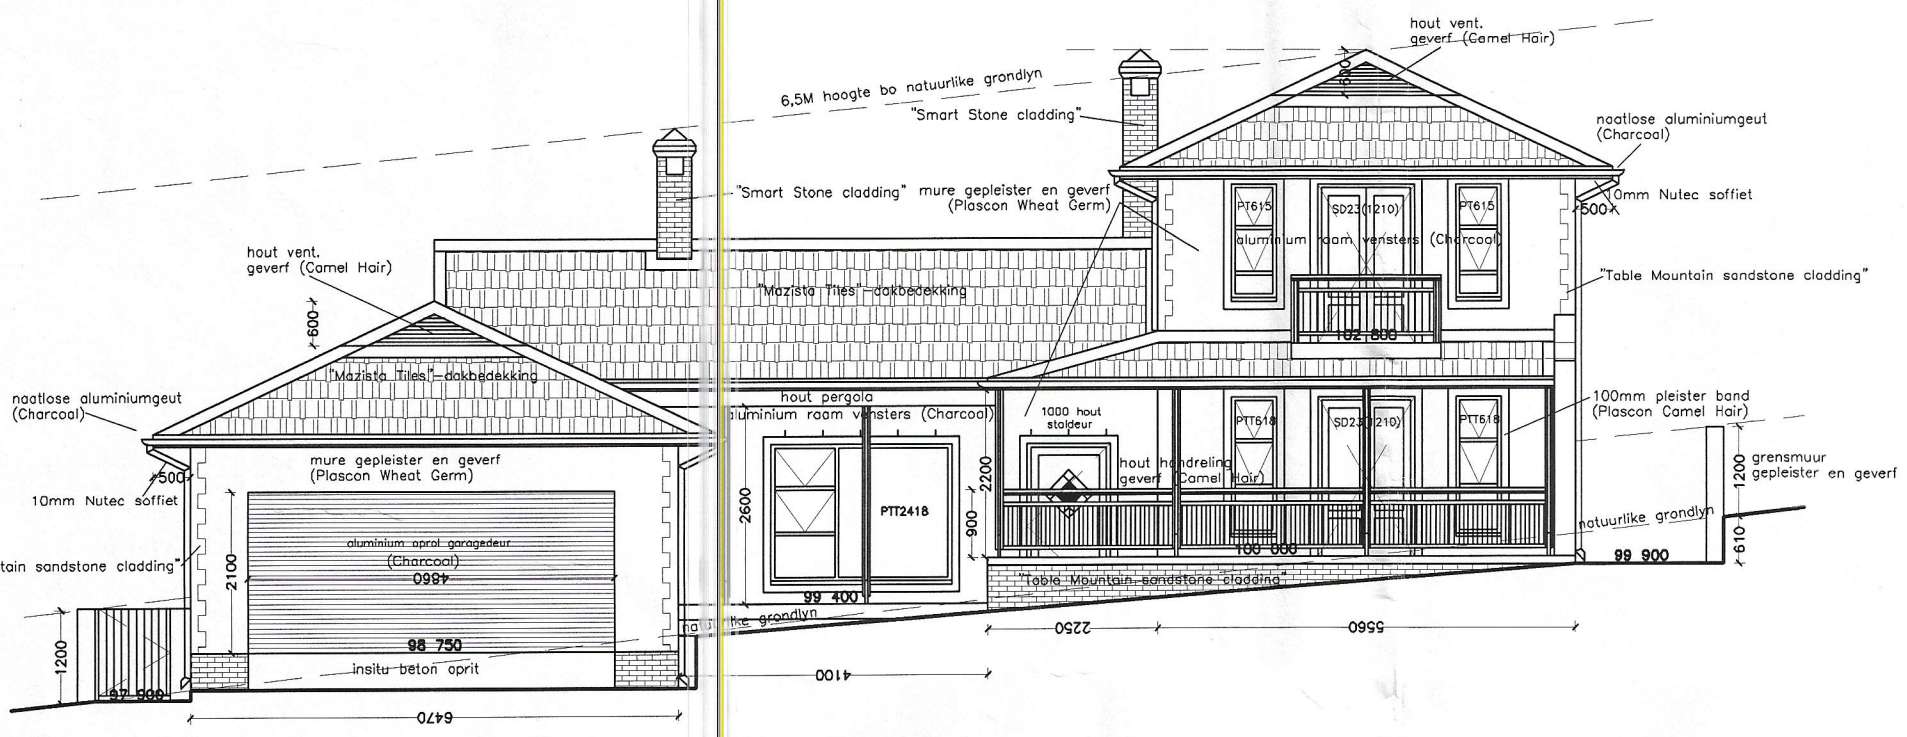 hout vent.
geverf (Camel Hair)
6,5M hoogte bo natuurlike grondlyn
"Smart Stone cladding"
600
naatlose aluminiumgeut
(Charcoal)
"Smart Stone cladding"
mure gepleister en geverf
(Plascon Wheat Germ)
10mm Nutec soffiet
500
PT615
SD23(1210)
PT615
aluminium raam vensters (Charcoal)
hout vent.
geverf (Camel Hair)
"Table Mountain sandstone cladding"
"Mazista Tiles"-dakbedekking
600
102 800
"Mazista Tiles"-dakbedekking
naatlose aluminiumgeut
(Charcoal)
hout pergola
aluminium raam vensters (Charcoal)
1000 hout
staldeur
PTT618
SD23(1210)
PTT618
100mm pleister band
(Plascon Camel Hair)
mure gepleister en geverf
(Plascon Wheat Germ)
500
10mm Nutec soffiet
hout handreling
geverf (Camel Hair)
2200
2600
900
PTT2418
1200
grensmuur
gepleister en geverf
natuurlike grondlyn
610
99 900
100 000
aluminium oprol garagedeur
(Charcoal)
4860
2100
tain sandstone cladding"
"Table Mountain sandstone cladding"
99 400
natuurlike grondlyn
2250
5560
98 750
insitu beton oprit
1200
97 900
4100
6470